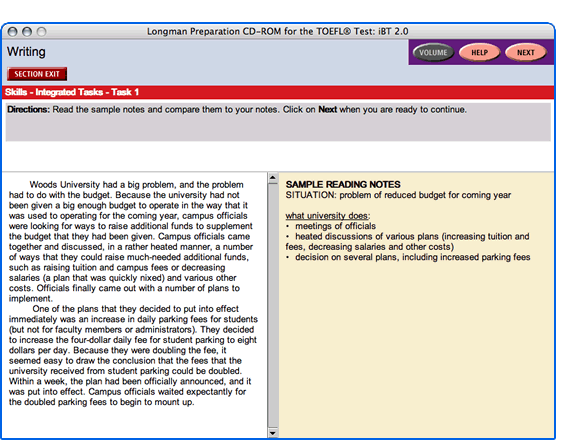 Longman Preparation CD-ROM for the TOEFL® Test: iBT 2.0
Writing
VOLUME
HELP
NEXT
SECTION EXIT
Skills - Integrated Tasks - Task 1
Directions: Read the sample notes and compare them to your notes. Click on Next when you are ready to continue.
Woods University had a big problem, and the problem
had to do with the budget. Because the university had not
been given a big enough budget to operate in the way that it
was used to operating for the coming year, campus officials
were looking for ways to raise additional funds to supplement
the budget that they had been given. Campus officials came
together and discussed, in a rather heated manner, a number
of ways that they could raise much-needed additional funds,
such as raising tuition and campus fees or decreasing
salaries (a plan that was quickly nixed) and various other
costs. Officials finally came out with a number of plans to
implement.
One of the plans that they decided to put into effect
immediately was an increase in daily parking fees for students
(but not for faculty members or administrators). They decided
to increase the four-dollar daily fee for student parking to eight
dollars per day. Because they were doubling the fee, it
seemed easy to draw the conclusion that the fees that the
university received from student parking could be doubled.
Within a week, the plan had been officially announced, and it
was put into effect. Campus officials waited expectantly for
the doubled parking fees to begin to mount up.
SAMPLE READING NOTES
SITUATION: problem of reduced budget for coming year
what university does:
• meetings of officials
• heated discussions of various plans (increasing tuition and
fees, decreasing salaries and other costs)
• decision on several plans, including increased parking fees